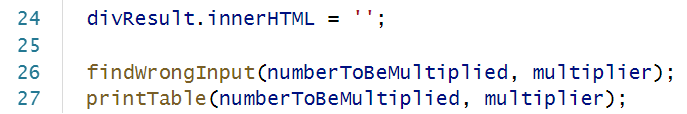 24 divResult.innerHTML = '';
25
26 findWrongInput(numberToBeMultiplied, multiplier);
27 printTable(numberToBeMultiplied, multiplier);